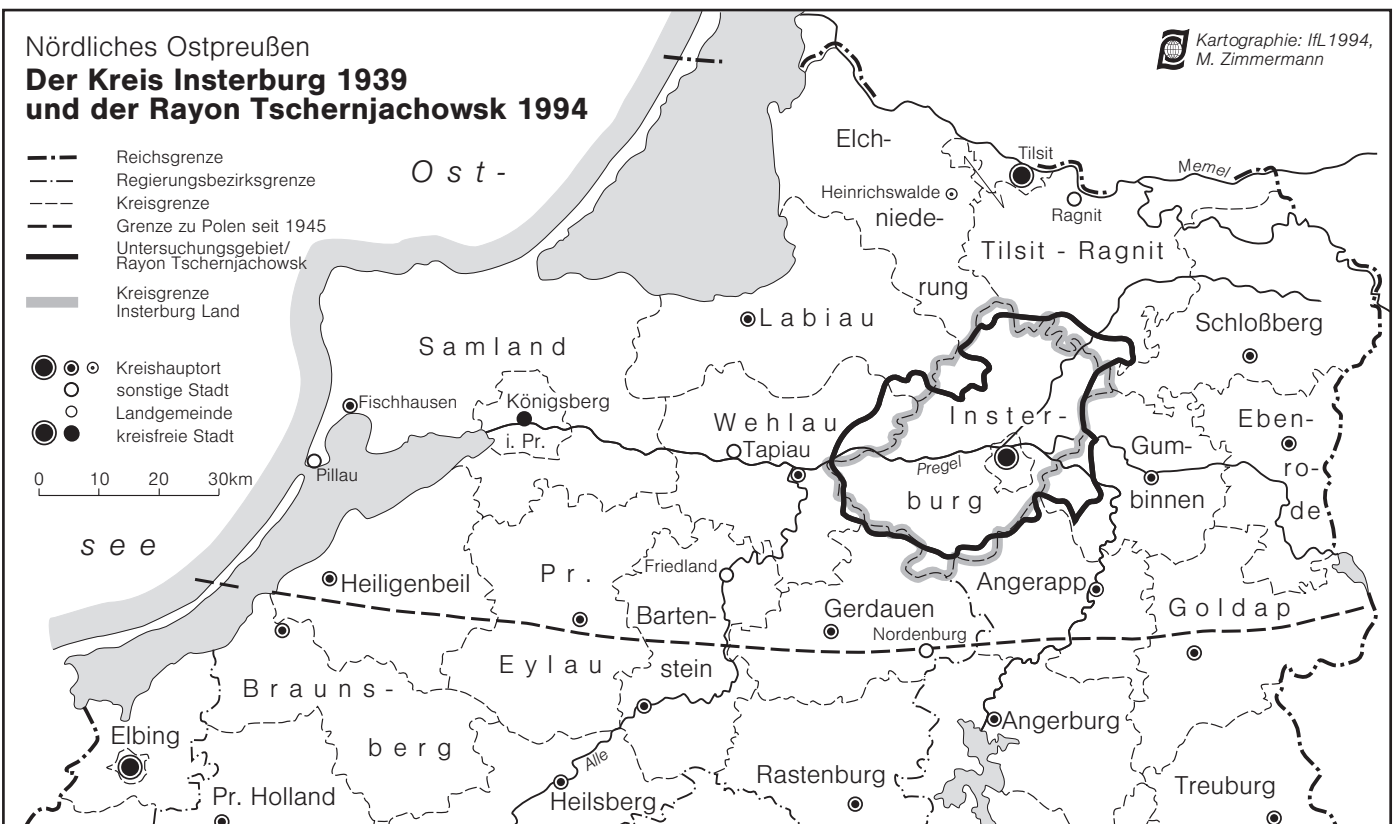 Nördliches Ostpreußen
Der Kreis Insterburg 1939
und der Rayon Tschernjachowsk 1994
Kartographie: IfL1994,
M. Zimmermann
Reichsgrenze
Regierungsbezirksgrenze
Kreisgrenze
Grenze zu Polen seit 1945
Untersuchungsgebiet/
Rayon Tschernjachowsk
Kreisgrenze
Insterburg Land
Kreishauptort
sonstige Stadt
Landgemeinde
kreisfreie Stadt
0 10 20 30km
Ost-
see
Elch-
niede-
rung
Heinrichswalde
Tilsit
Ragnit
Memel
Tilsit - Ragnit
Labiau
Schloßberg
Samland
Fischhausen
Königsberg
i. Pr.
Pillau
Wehlau
Tapiau
Inster-
burg
Pregel
Gum-
binnen
Eben-
ro-
de
Heiligenbeil
Pr.
Eylau
Friedland
Barten-
stein
Gerdauen
Nordenburg
Angerapp
Goldap
Brauns-
berg
Elbing
Pr. Holland
Alle
Heilsberg
Rastenburg
Angerburg
Treuburg